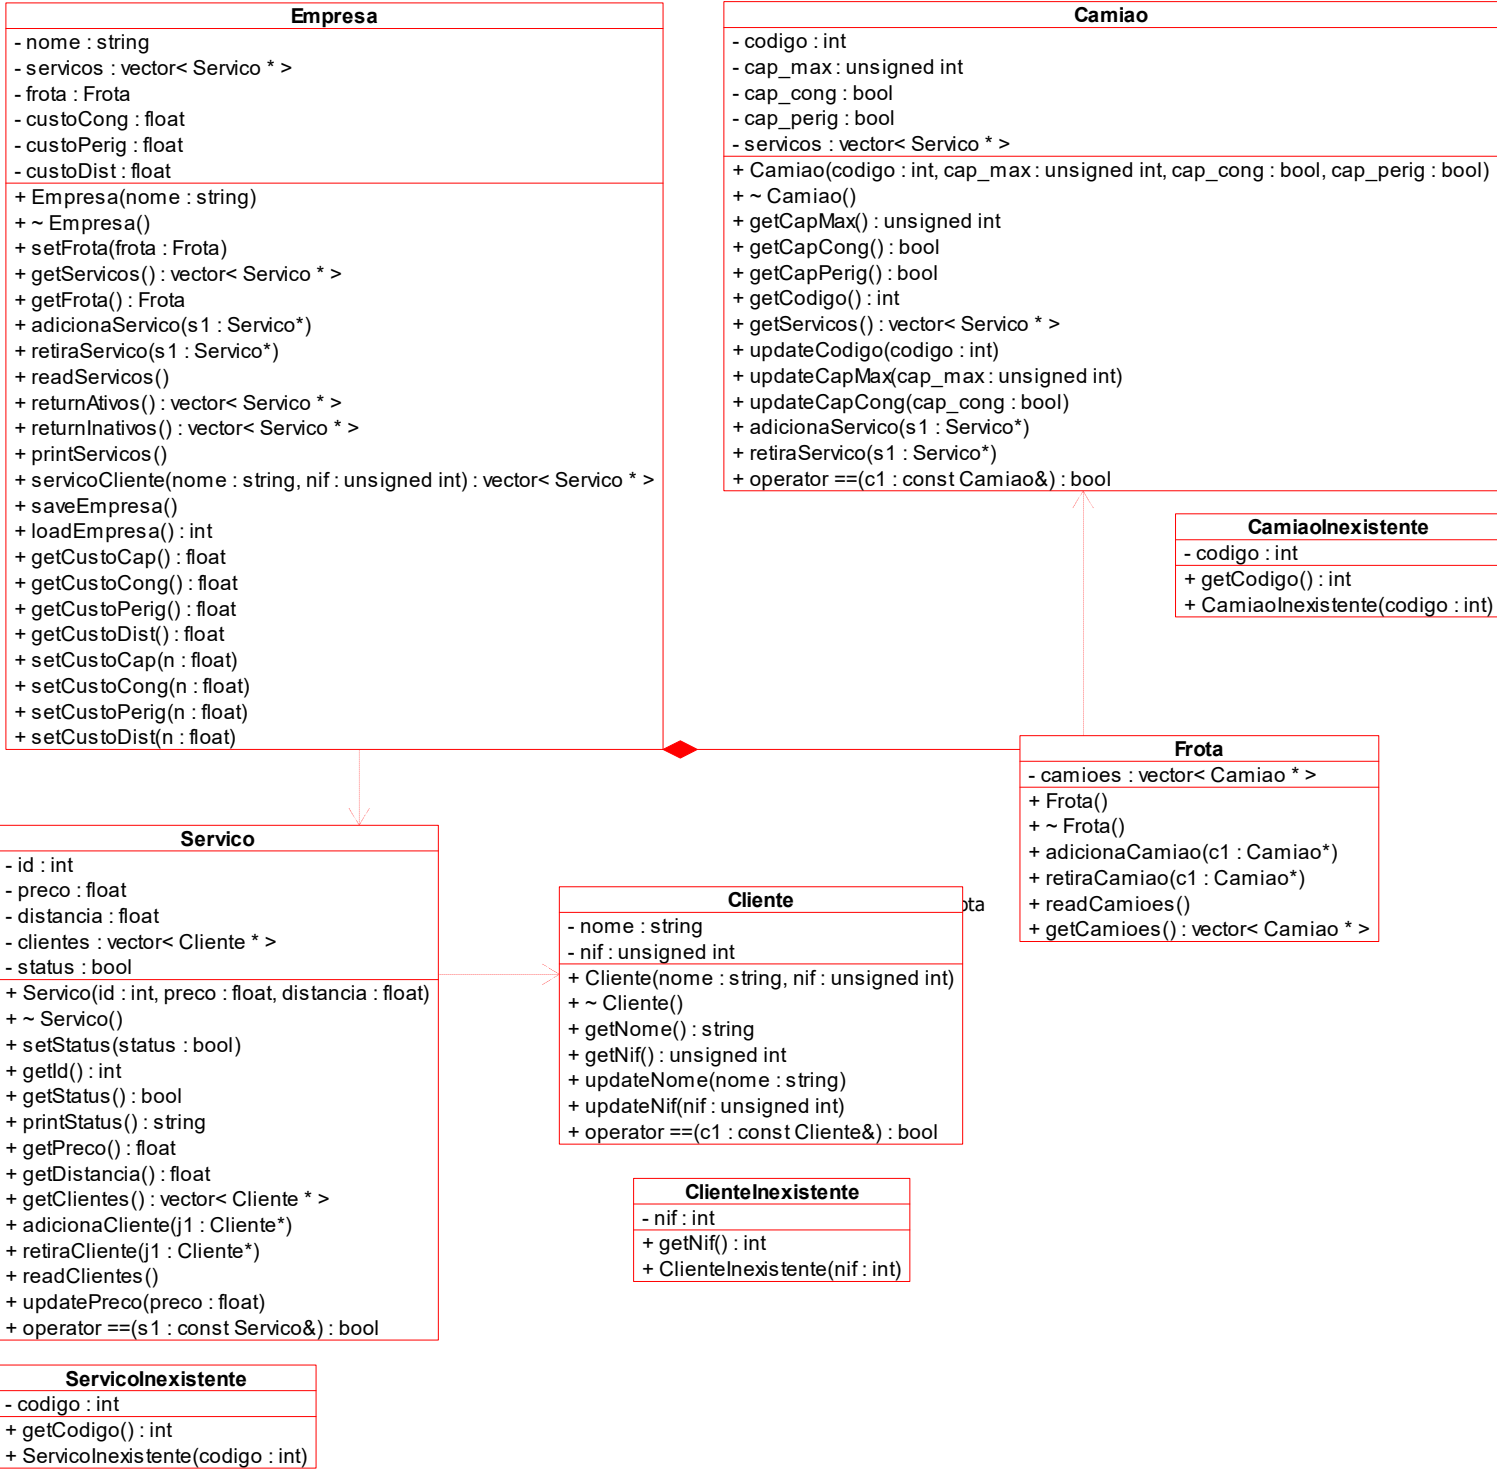 Empresa
- nome : string
- servicos : vector< Servico * >
- frota : Frota
- custoCong : float
- custoPerig : float
- custoDist : float
+ Empresa(nome : string)
+ ~ Empresa()
+ setFrota(frota : Frota)
+ getServicos() : vector< Servico * >
+ getFrota() : Frota
+ adicionaServico(s1 : Servico*)
+ retiraServico(s1 : Servico*)
+ readServicos()
+ returnAtivos() : vector< Servico * >
+ returnInativos() : vector< Servico * >
+ printServicos()
+ servicoCliente(nome : string, nif : unsigned int) : vector< Servico * >
+ saveEmpresa()
+ loadEmpresa() : int
+ getCustoCap() : float
+ getCustoCong() : float
+ getCustoPerig() : float
+ getCustoDist() : float
+ setCustoCap(n : float)
+ setCustoCong(n : float)
+ setCustoPerig(n : float)
+ setCustoDist(n : float)
Camiao
- codigo : int
- cap_max : unsigned int
- cap_cong : bool
- cap_perig : bool
- servicos : vector< Servico * >
+ Camiao(codigo : int, cap_max : unsigned int, cap_cong : bool, cap_perig : bool)
+ ~ Camiao()
+ getCapMax() : unsigned int
+ getCapCong() : bool
+ getCapPerig() : bool
+ getCodigo() : int
+ getServicos() : vector< Servico * >
+ updateCodigo(codigo : int)
+ updateCapMax(cap_max : unsigned int)
+ updateCapCong(cap_cong : bool)
+ adicionaServico(s1 : Servico*)
+ retiraServico(s1 : Servico*)
+ operator ==(c1 : const Camiao&) : bool
CamiaoInexistente
- codigo : int
+ getCodigo() : int
+ CamiaoInexistente(codigo : int)
Frota
- camioes : vector< Camiao * >
+ Frota()
+ ~ Frota()
+ adicionaCamiao(c1 : Camiao*)
+ retiraCamiao(c1 : Camiao*)
+ readCamioes()
+ getCamioes() : vector< Camiao * >
Servico
- id : int
- preco : float
- distancia : float
- clientes : vector< Cliente * >
- status : bool
+ Servico(id : int, preco : float, distancia : float)
+ ~ Servico()
+ setStatus(status : bool)
+ getId() : int
+ getStatus() : bool
+ printStatus() : string
+ getPreco() : float
+ getDistancia() : float
+ getClientes() : vector< Cliente * >
+ adicionaCliente(j1 : Cliente*)
+ retiraCliente(j1 : Cliente*)
+ readClientes()
+ updatePreco(preco : float)
+ operator ==(s1 : const Servico&) : bool
Cliente
- nome : string
- nif : unsigned int
+ Cliente(nome : string, nif : unsigned int)
+ ~ Cliente()
+ getNome() : string
+ getNif() : unsigned int
+ updateNome(nome : string)
+ updateNif(nif : unsigned int)
+ operator ==(c1 : const Cliente&) : bool
ClienteInexistente
- nif : int
+ getNif() : int
+ ClienteInexistente(nif : int)
ServicoInexistente
- codigo : int
+ getCodigo() : int
+ ServicoInexistente(codigo : int)